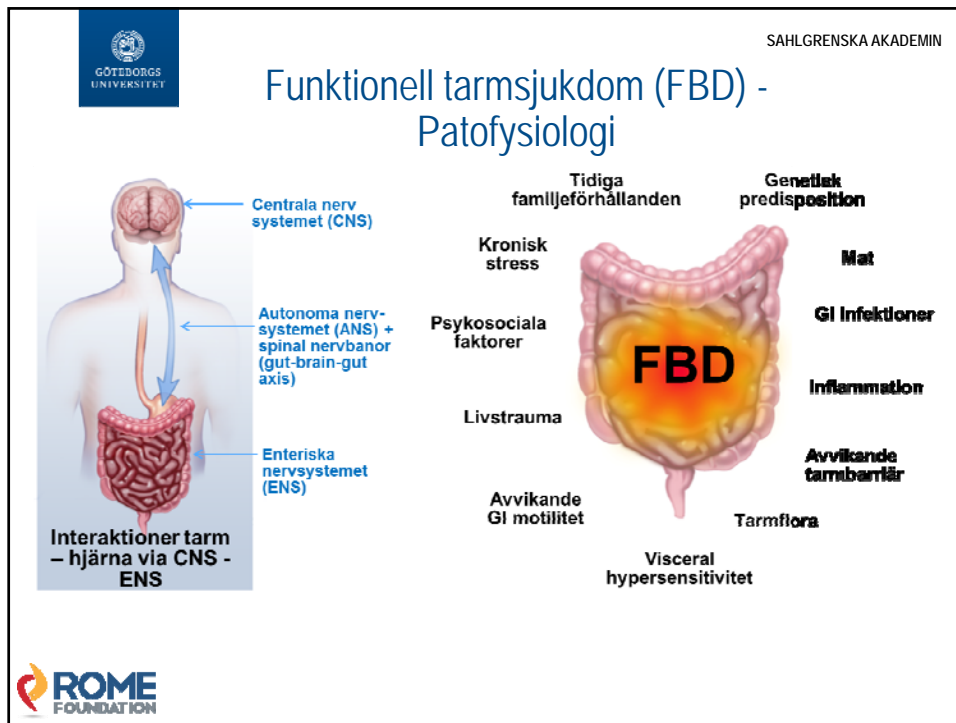 GÖTEBORGS
UNIVERSITET
SAHLGRENSKA AKADEMIN
Funktionell tarmsjukdom (FBD) -
Patofysiologi
Centrala nerv
systemet (CNS)
Autonoma nerv-
systemet (ANS) +
spinal nervbanor
(gut-brain-gut
axis)
Enteriska
nervsystemet
(ENS)
Interaktioner tarm
– hjärna via CNS -
ENS
Tidiga
familjeförhållanden
Genetisk
predisposition
Kronisk
stress
Mat
Psykosociala
faktorer
GI infektioner
FBD
Inflammation
Livstrauma
Avvikande
tarmbarriär
Avvikande
GI motilitet
Tarmflora
Visceral
hypersensitivitet
ROME
FOUNDATION